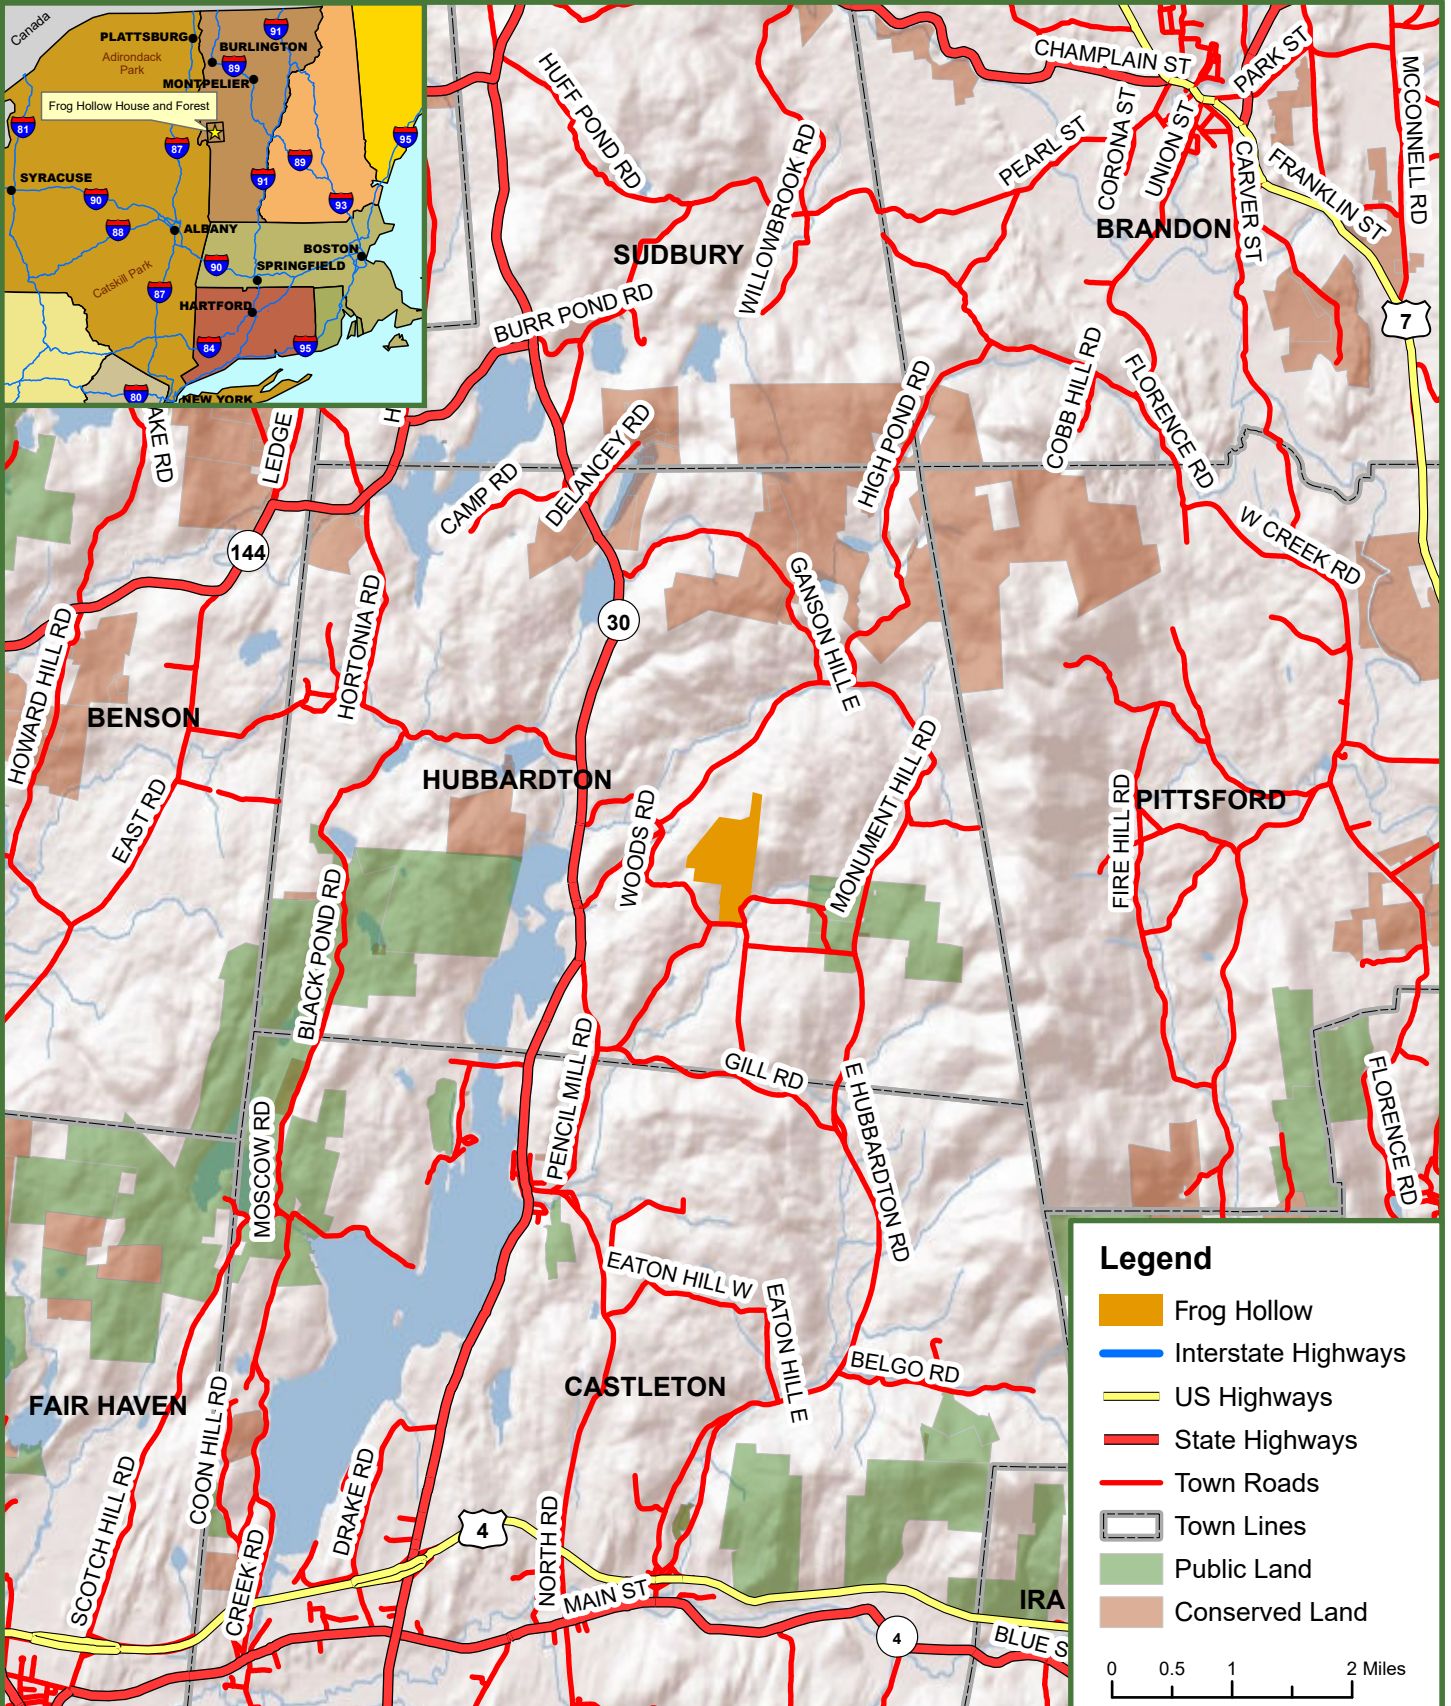 Canada
PLATTSBURG
Adirondack
Park
BURLINGTON
91
89
MONTPELIER
Frog Hollow House and Forest
81
87
95
89
SYRACUSE
90
91
93
88
ALBANY
BOSTON
90
SPRINGFIELD
Catskill Park
87
HARTFORD
84
95
80
NEW YORK
HUFF POND RD
WILLOWBROOK RD
CHAMPLAIN ST
PARK ST
MCCONNELL RD
PEARL ST
CORONA ST
UNION ST
CARVER ST
FRANKLIN ST
BRANDON
SUDBURY
BURR POND RD
7
AKE RD
LEDGE
H
CAMP RD
DELANCEY RD
HIGH POND RD
COBB HILL RD
FLORENCE RD
W CREEK RD
144
30
HOWARD HILL RD
HORTONIA RD
GANSON HILL E
BENSON
HUBBARDTON
MONUMENT HILL RD
PITTSFORD
FIRE HILL RD
EAST RD
WOODS RD
BLACK POND RD
PENCIL MILL RD
GILL RD
E HUBBARDTON RD
FLORENCE RD
MOSCOW RD
EATON HILL W
EATON HILL E
BELGO RD
CASTLETON
FAIR HAVEN
COON HILL RD
SCOTCH HILL RD
DRAKE RD
CREEK RD
4
NORTH RD
MAIN ST
4
IRA
BLUE S
Legend
Frog Hollow
Interstate Highways
US Highways
State Highways
Town Roads
Town Lines
Public Land
Conserved Land
0 0.5 1 2 Miles